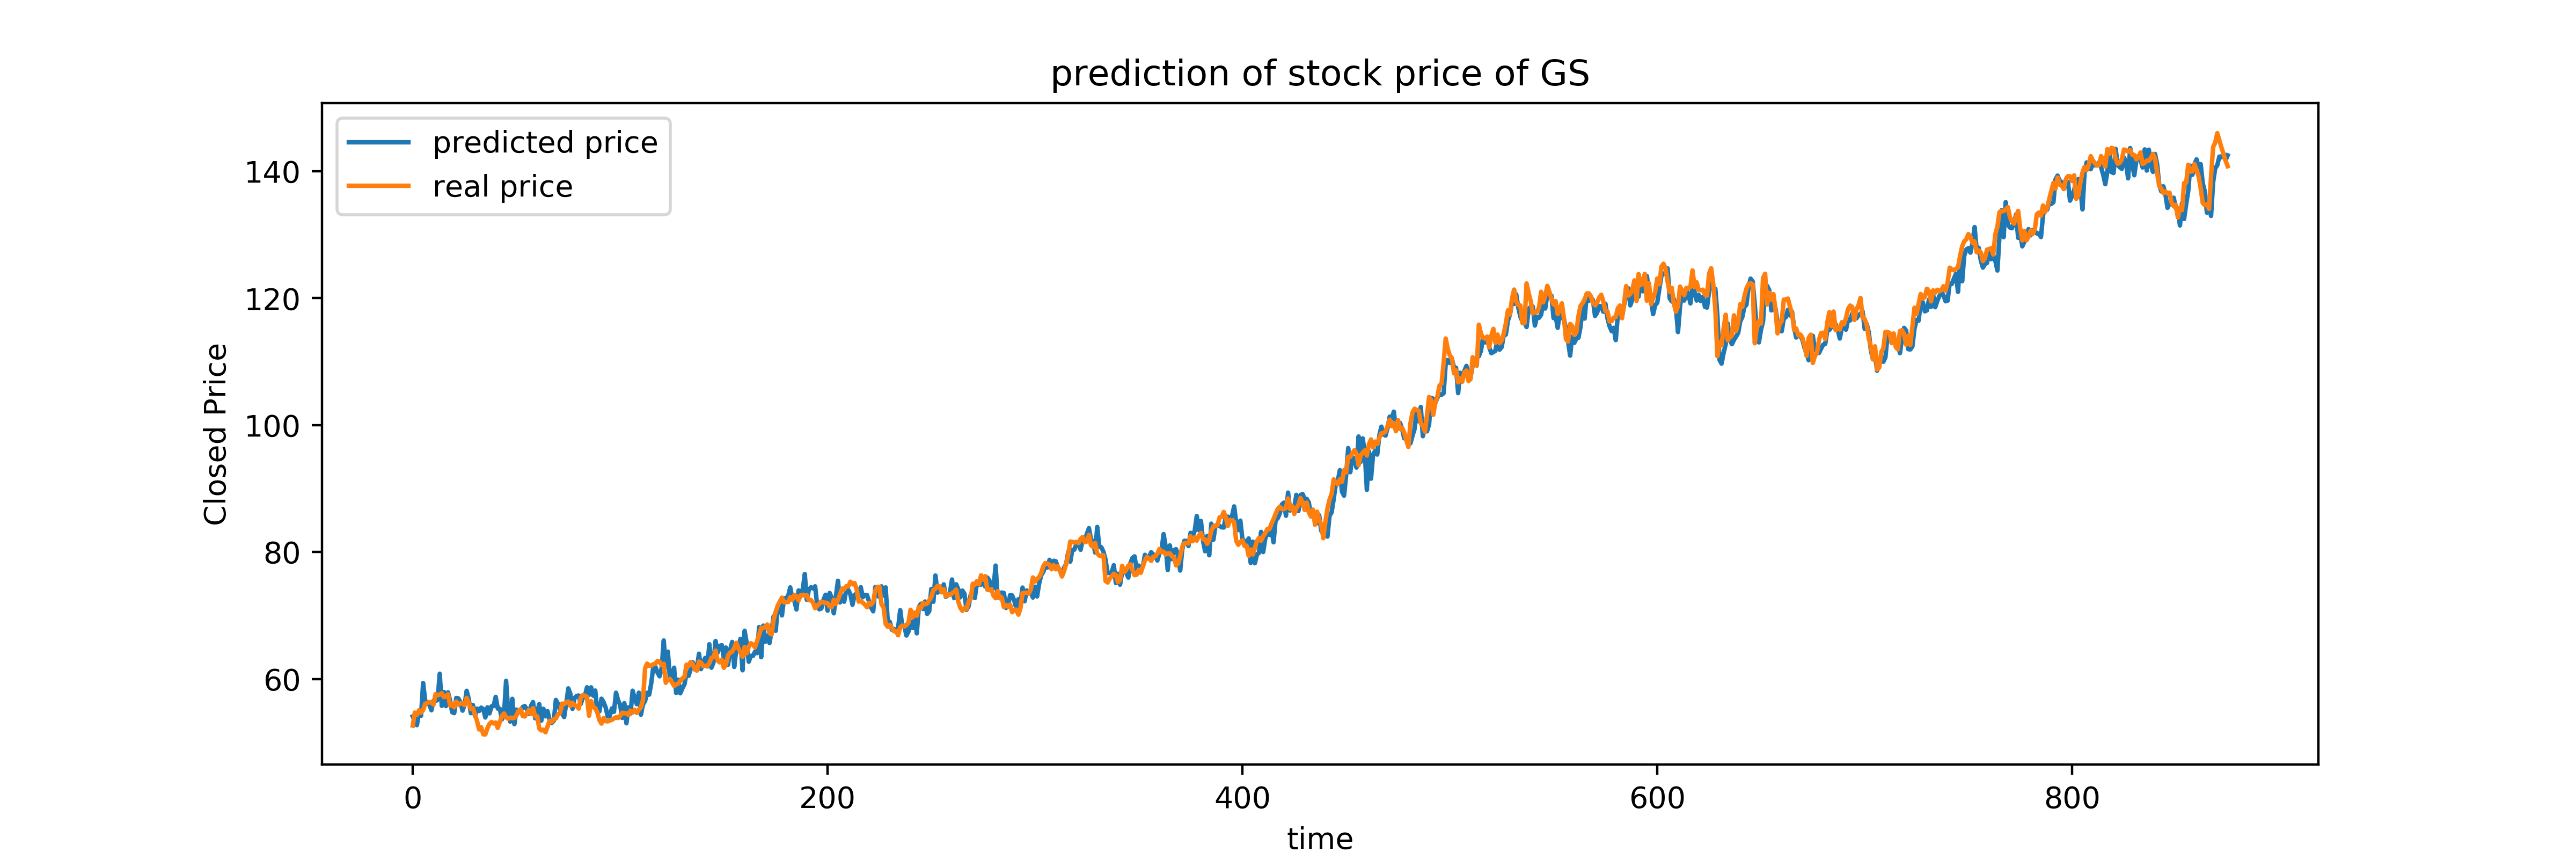 prediction of stock price of GS
predicted price
real price
140
120
100
80
60
Closed Price
0 200 400 600 800
time